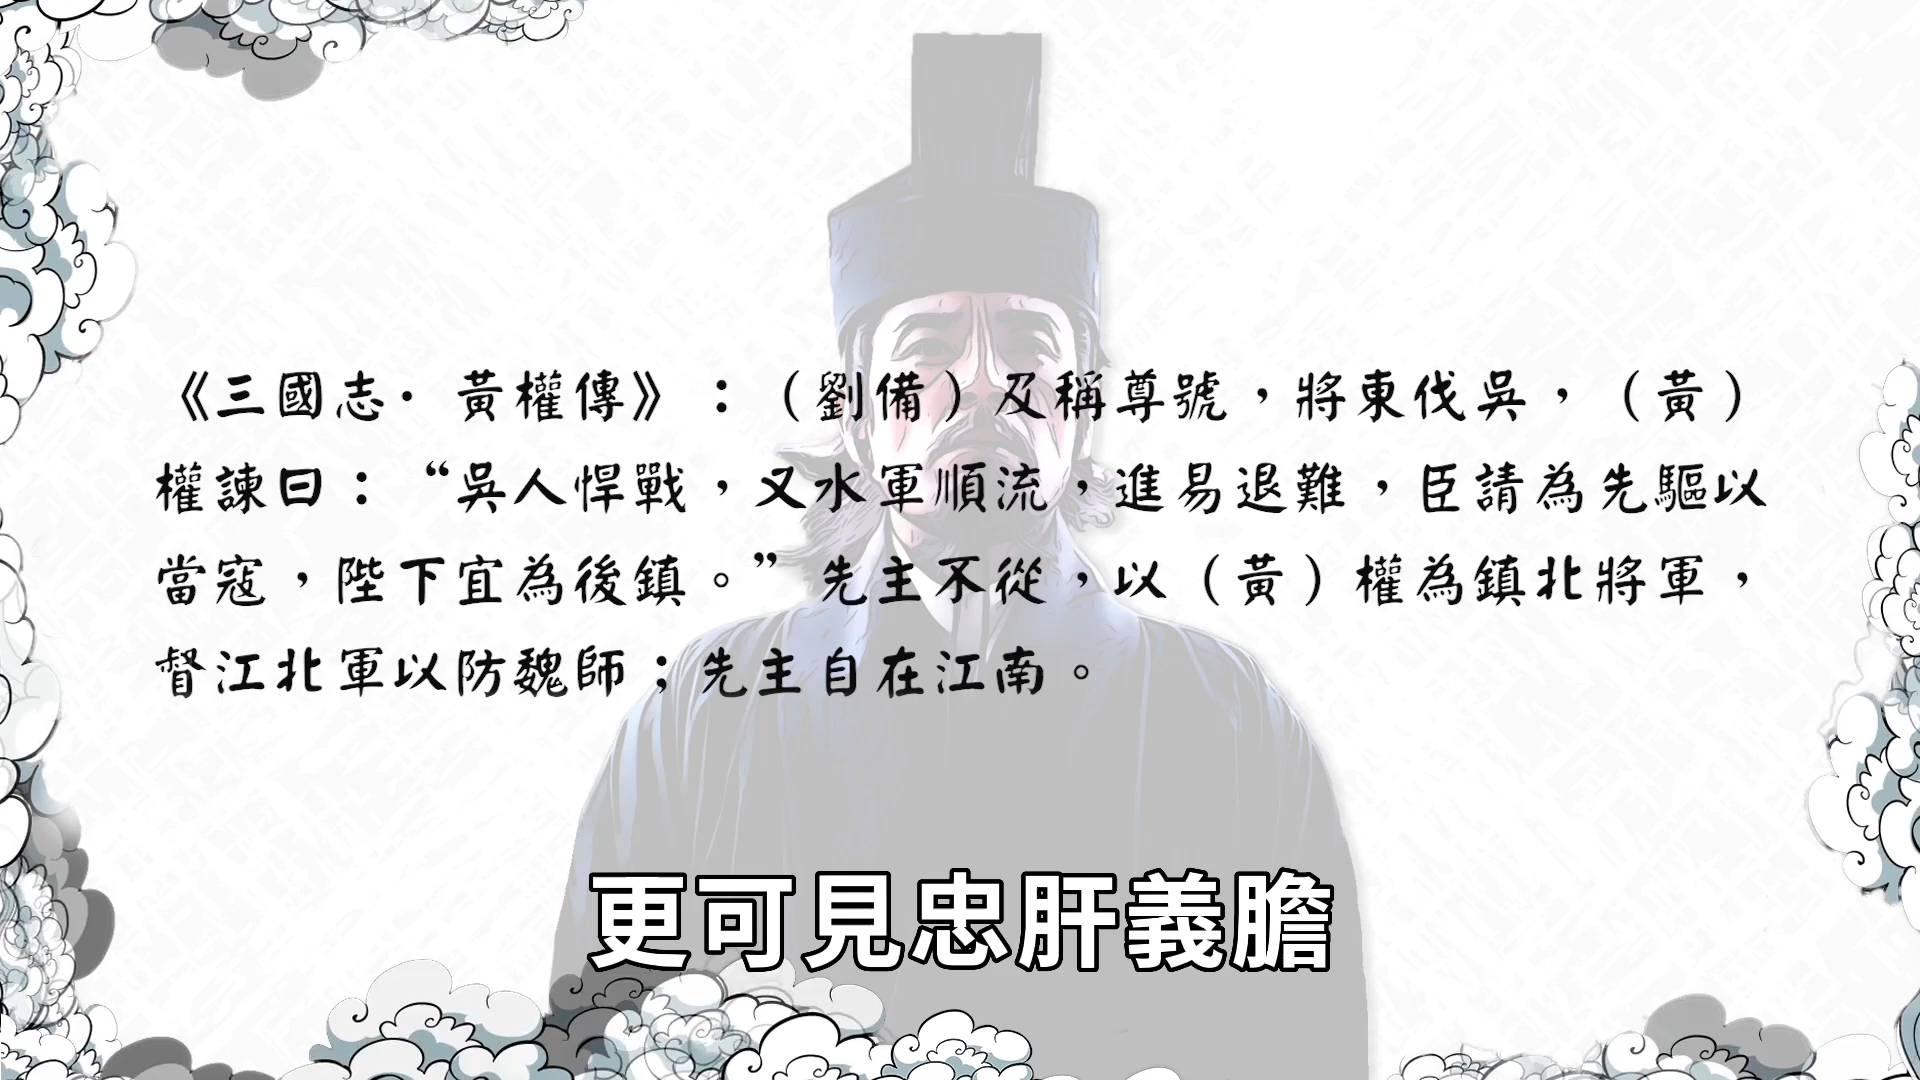 《三國志·黃權傳》：（劉備）及稱尊號，將東伐吳，（黃）
權諫曰：“吳人悍戰，又水軍順流，進易退難，臣請為先驅以
當寇，陛下宜為後鎮。”先主不從，以（黃）權為鎮北將軍，
督江北軍以防魏師；先主自在江南。
更可見忠肝義膽